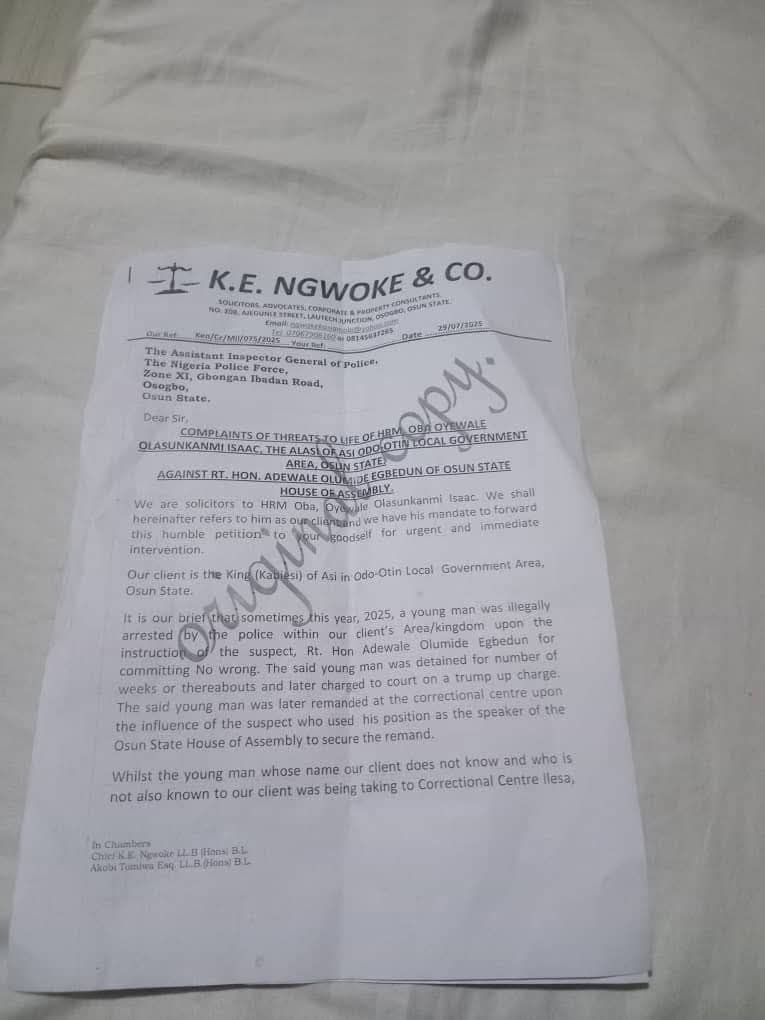 K.E. NGWOKE & CO.
SOLICITORS, ADVOCATES, CORPORATE & PROPERTY CONSULTANTS.
NO. 208, AJEGUNLE STREET, LAUTECH JUNCTION, OSOGBO, OSUN STATE.
Email:
Tel: or 08145637265
Our Ref: Ken/Cr/Mil/075/2025 Your Ref: Date 29/07/2025
The Assistant Inspector General of Police,
The Nigeria Police Force,
Zone XI, Gbongan Ibadan Road,
Osogbo,
Osun State.
Dear Sir,
COMPLAINTS OF THREATS TO LIFE OF HRM, OBA OYEWALE
OLASUNKANMI ISAAC, THE ALASI OF ASI ODO-OTIN LOCAL GOVERNMENT
AREA, OSUN STATE
AGAINST RT. HON. ADEWALE OLUMIDE EGBEDUN OF OSUN STATE
HOUSE OF ASSEMBLY.
We are solicitors to HRM Oba, Oyewale Olasunkanmi Isaac. We shall
hereinafter refers to him as our client and we have his mandate to forward
this humble petition to your goodself for urgent and immediate
intervention.
Our client is the King (Kabiesi) of Asi in Odo-Otin Local Government Area,
Osun State.
It is our brief that sometimes this year, 2025, a young man was illegally
arrested by the police within our client's Area/kingdom upon the
instruction of the suspect, Rt. Hon Adewale Olumide Egbedun for
committing No wrong. The said young man was detained for number of
weeks or thereabouts and later charged to court on a trump up charge.
The said young man was later remanded at the correctional centre upon
the influence of the suspect who used his position as the speaker of the
Osun State House of Assembly to secure the remand.
Whilst the young man whose name our client does not know and who is
not also known to our client was being taking to Correctional Centre Ilesa,
In Chambers
Chief K.E. Ngwoke LL.B (Hons) B.L.
Akobi Tumiwa Esq. LL.B (Hons) B.L.
original copy.